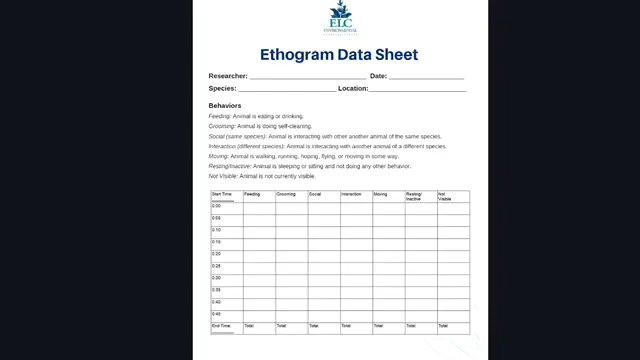 ELC
ENVIRONMENTAL
Ethogram Data Sheet
Researcher: ______________ Date: ______________
Species: ______________ Location:______________
Behaviors
Feeding: Animal is eating or drinking.
Grooming: Animal is doing self-cleaning.
Social (same species): Animal is interacting with other another animal of the same species.
Interaction (different species): Animal is interacting with another animal of a different species.
Moving: Animal is walking, running, hoping, flying, or moving in some way.
Resting/Inactive: Animal is sleeping or sitting and not doing any other behavior.
Not Visible: Animal is not currently visible.
Start Time Feeding Grooming Social Interaction Moving Resting/ Inactive Not Visible
0:00
0:05
0:10
0:15
0:20
0:25
0:30
0:35
0:40
0:45
End Time Total Total Total Total Total Total Total